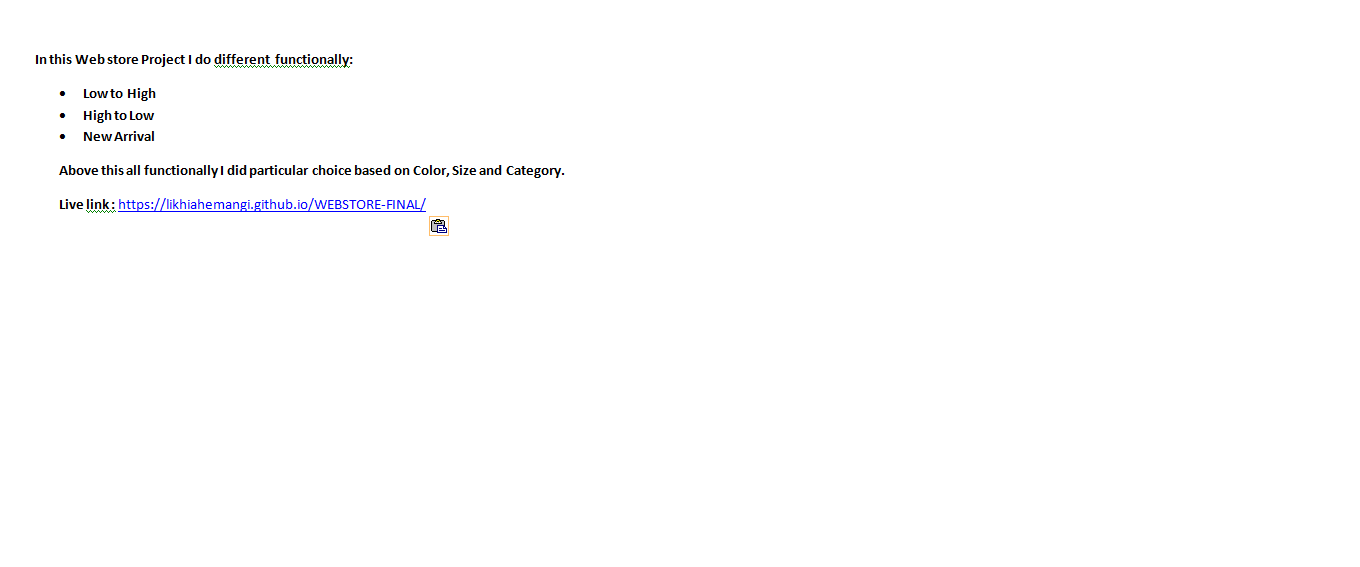 In this Web store Project I do different functionally:
• Low to High
• High to Low
• New Arrival
Above this all functionally I did particular choice based on Color, Size and Category.
Live link : https://likhiahemangi.github.io/WEBSTORE-FINAL/